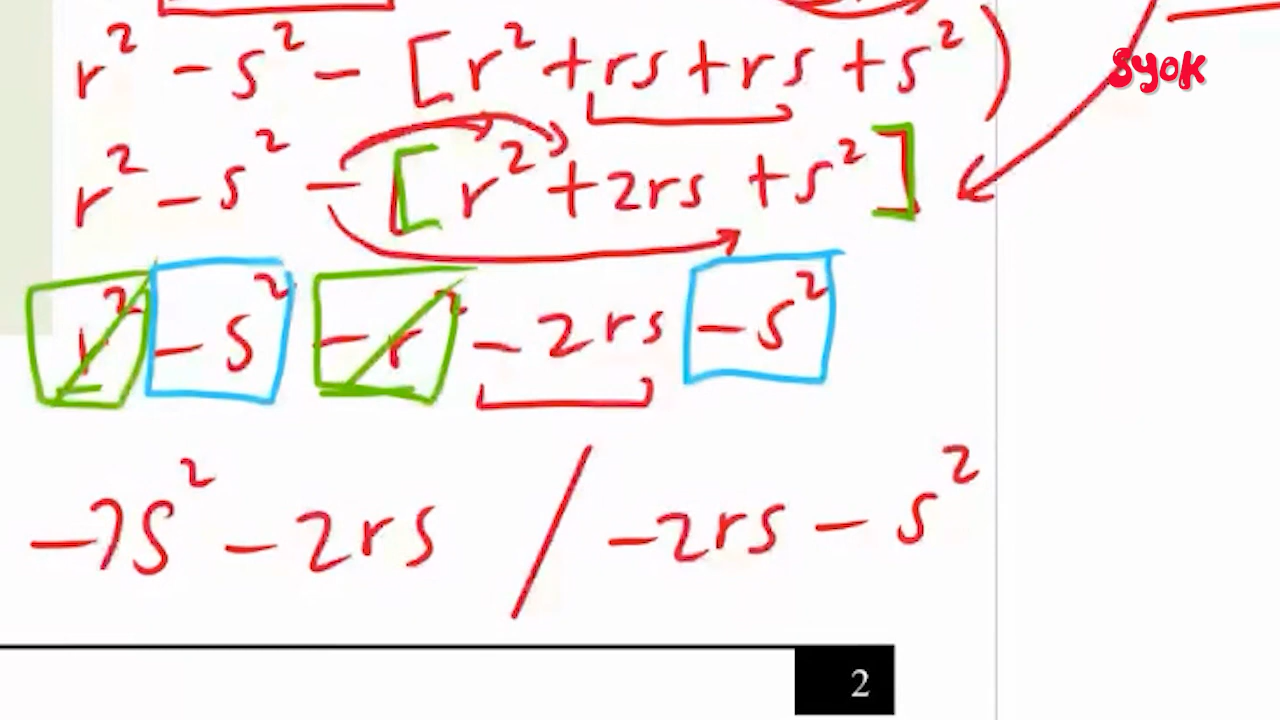 r² - s² - [r² + rs + rs + s²)
syok
r² - s² - [r² + 2rs + s²]
r² - s² - r² - 2rs - s²
-2s² - 2rs / -2rs - s²
2